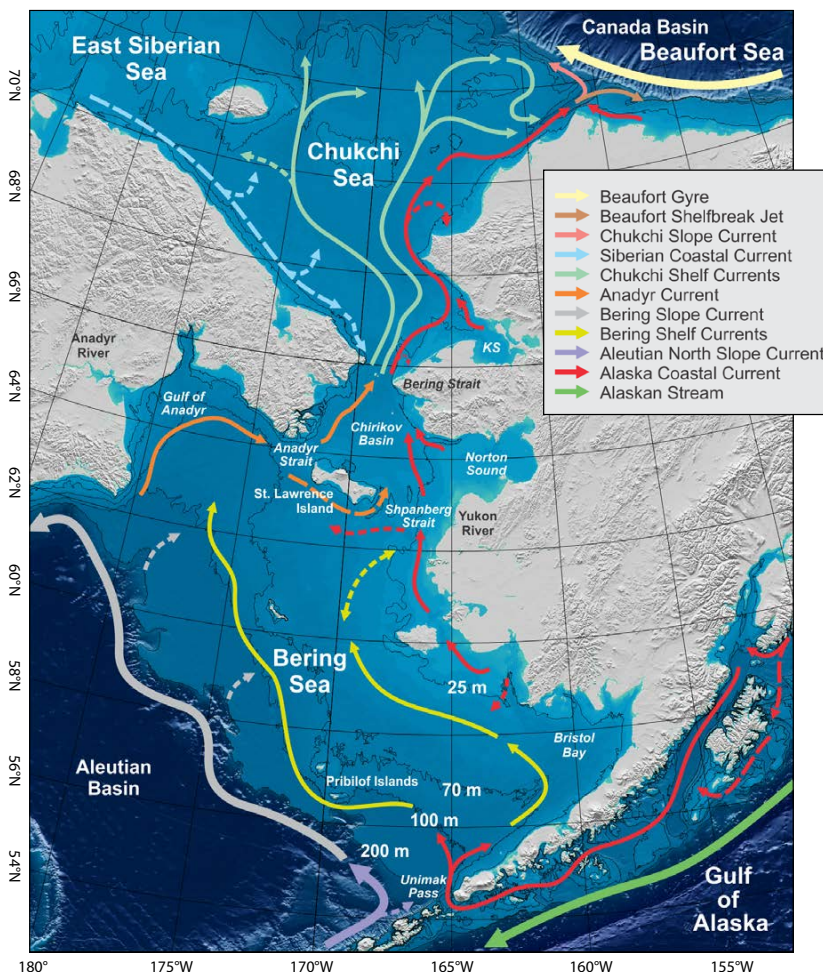 Canada Basin
Beaufort Sea
East Siberian
Sea
Chukchi
Sea
Beaufort Gyre
Beaufort Shelfbreak Jet
Chukchi Slope Current
Siberian Coastal Current
Chukchi Shelf Currents
Anadyr Current
Bering Slope Current
Bering Shelf Currents
Aleutian North Slope Current
Alaska Coastal Current
Alaskan Stream
KS
Anadyr
River
Bering Strait
Gulf of
Anadyr
Chirikov
Basin
Anadyr
Strait
Norton
Sound
St. Lawrence
Island
Shpanberg
Strait
Yukon
River
Bering
Sea
25 m
Bristol
Bay
Aleutian
Basin
Pribilof Islands
70 m
100 m
200 m
Unimak
Pass
Gulf
of
Alaska
70°N
68°N
66°N
64°N
62°N
60°N
58°N
56°N
54°N
180°
175°W
170°W
165°W
160°W
155°W